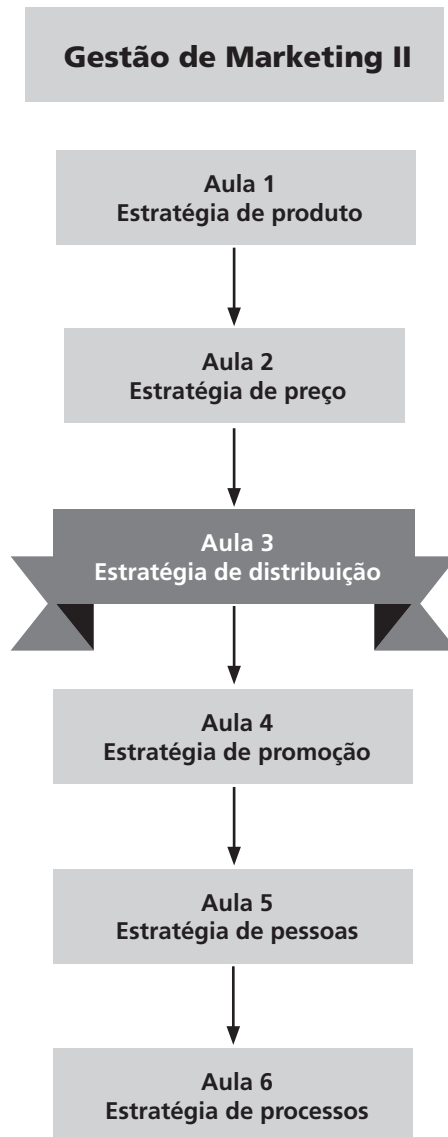 Gestão de Marketing II
Aula 1
Estratégia de produto
Aula 2
Estratégia de preço
Aula 3
Estratégia de distribuição
Aula 4
Estratégia de promoção
Aula 5
Estratégia de pessoas
Aula 6
Estratégia de processos